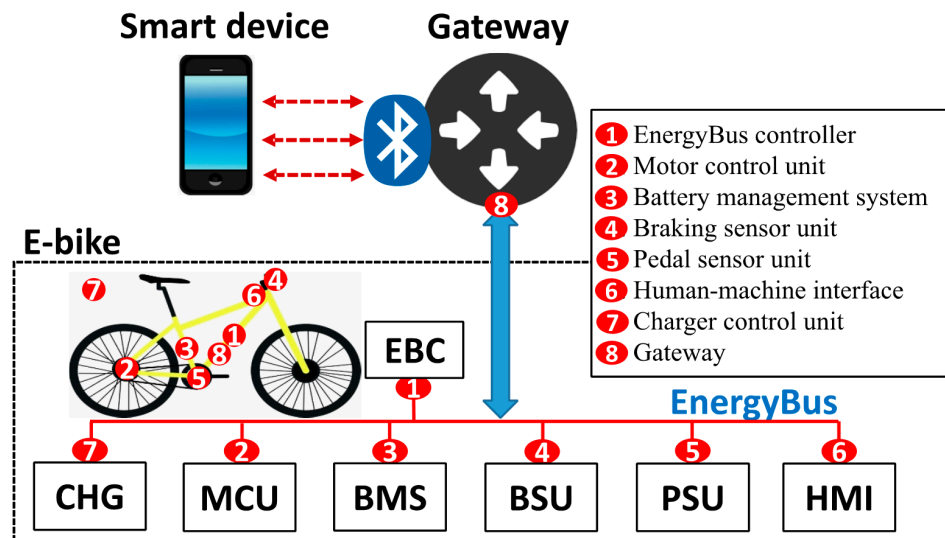 Smart device
Gateway
8
1 EnergyBus controller
2 Motor control unit
3 Battery management system
4 Braking sensor unit
5 Pedal sensor unit
6 Human-machine interface
7 Charger control unit
8 Gateway
E-bike
7
4
6
1
3
8
2
5
EBC
1
EnergyBus
7
2
3
4
5
6
CHG
MCU
BMS
BSU
PSU
HMI